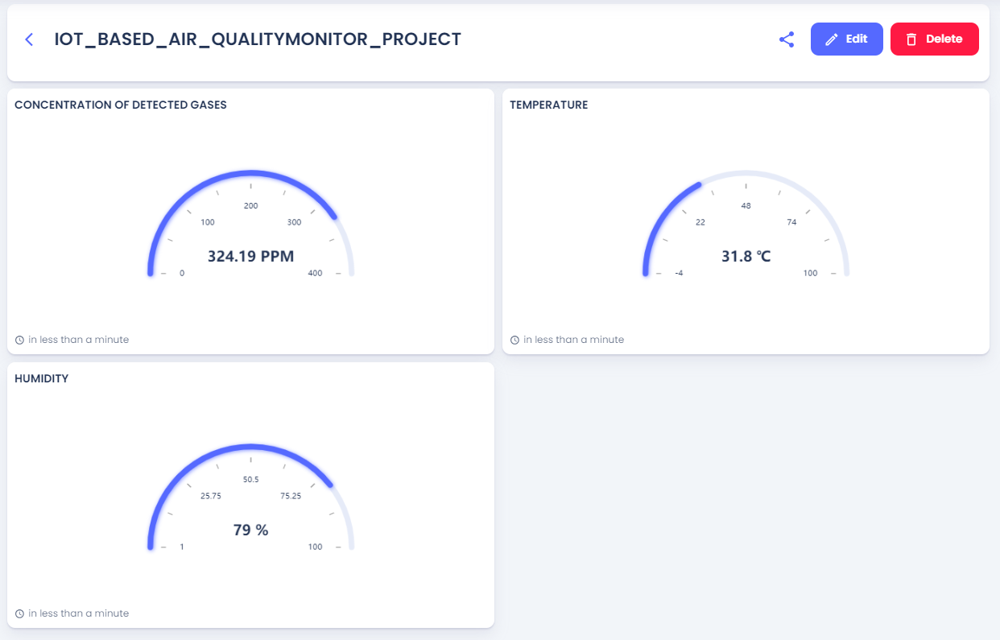 IOT_BASED_AIR_QUALITYMONITOR_PROJECT
Edit
Delete
CONCENTRATION OF DETECTED GASES
200
100
300
324.19 PPM
0
400
in less than a minute
TEMPERATURE
48
22
74
31.8 ℃
-4
100
in less than a minute
HUMIDITY
50.5
25.75
75.25
79 %
1
100
in less than a minute